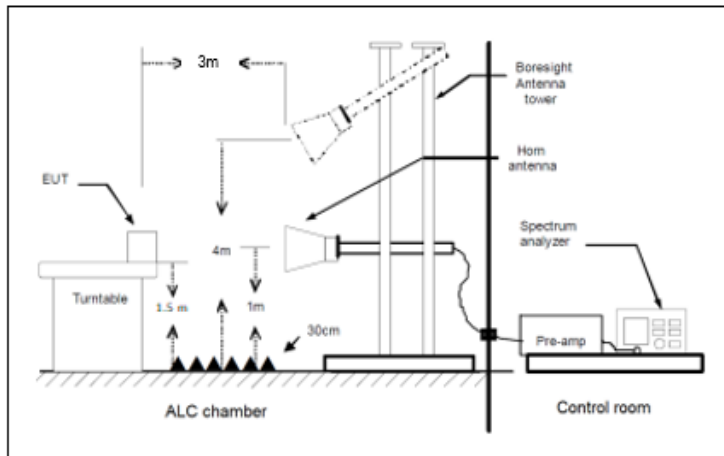 3m
Boresight
Antenna
tower
Horn
antenna
EUT
Spectrum
analyzer
4m
Turntable
1.5 m
1m
30cm
Pre-amp
ALC chamber
Control room